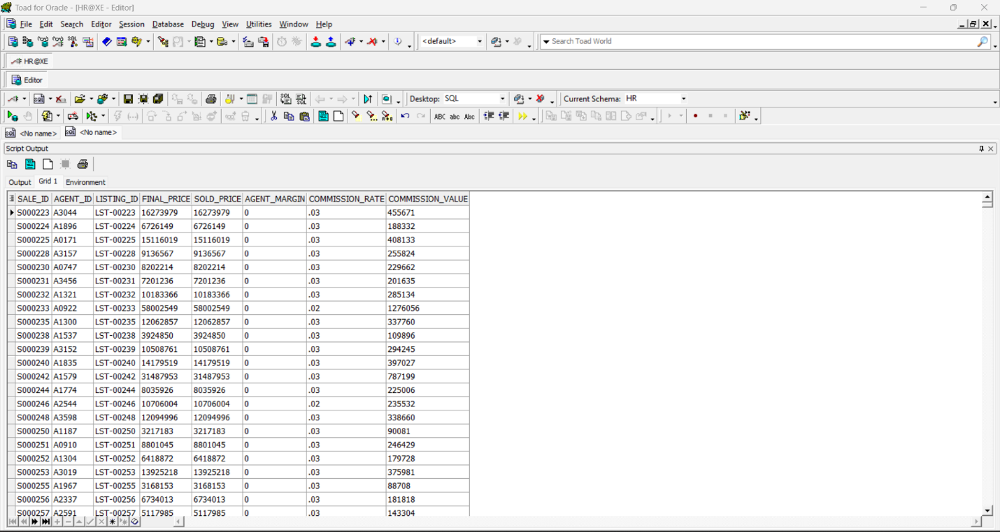 Toad for Oracle - [HR@XE - Editor]
File Edit Search Editor Session Database Debug View Utilities Window Help
<default> Search Toad World
HR@XE
Editor
Desktop: SQL Current Schema: HR
ABC abc Abc
<No name> <No name>
Script Output
Output Grid 1 Environment
SALE_ID AGENT_ID LISTING_ID FINAL_PRICE SOLD_PRICE AGENT_MARGIN COMMISSION_RATE COMMISSION_VALUE
S000223 A3044 LST-00223 16273979 16273979 0 .03 455671
S000224 A1896 LST-00224 6726149 6726149 0 .03 188332
S000225 A0171 LST-00225 15116019 15116019 0 .03 408133
S000228 A3157 LST-00228 9136567 9136567 0 .03 255824
S000230 A0747 LST-00230 8202214 8202214 0 .03 229662
S000231 A3456 LST-00231 7201236 7201236 0 .03 201635
S000232 A1321 LST-00232 10183366 10183366 0 .03 285134
S000233 A0922 LST-00233 58002549 58002549 0 .02 1276056
S000235 A1300 LST-00235 12062857 12062857 0 .03 337760
S000238 A1537 LST-00238 3924850 3924850 0 .03 109896
S000239 A3152 LST-00239 10508761 10508761 0 .03 294245
S000240 A1835 LST-00240 14179519 14179519 0 .03 397027
S000242 A1579 LST-00242 31487953 31487953 0 .03 787199
S000244 A1774 LST-00244 8035926 8035926 0 .03 225006
S000246 A2544 LST-00246 10706004 10706004 0 .02 235532
S000248 A3598 LST-00248 12094996 12094996 0 .03 338660
S000250 A1187 LST-00250 3217183 3217183 0 .03 90081
S000251 A0910 LST-00251 8801045 8801045 0 .03 246429
S000252 A1304 LST-00252 6418872 6418872 0 .03 179728
S000253 A3019 LST-00253 13925218 13925218 0 .03 375981
S000255 A1967 LST-00255 3168153 3168153 0 .03 88708
S000256 A2337 LST-00256 6734013 6734013 0 .03 181818
S000257 A2591 LST-00257 5117985 5117985 0 .03 143304